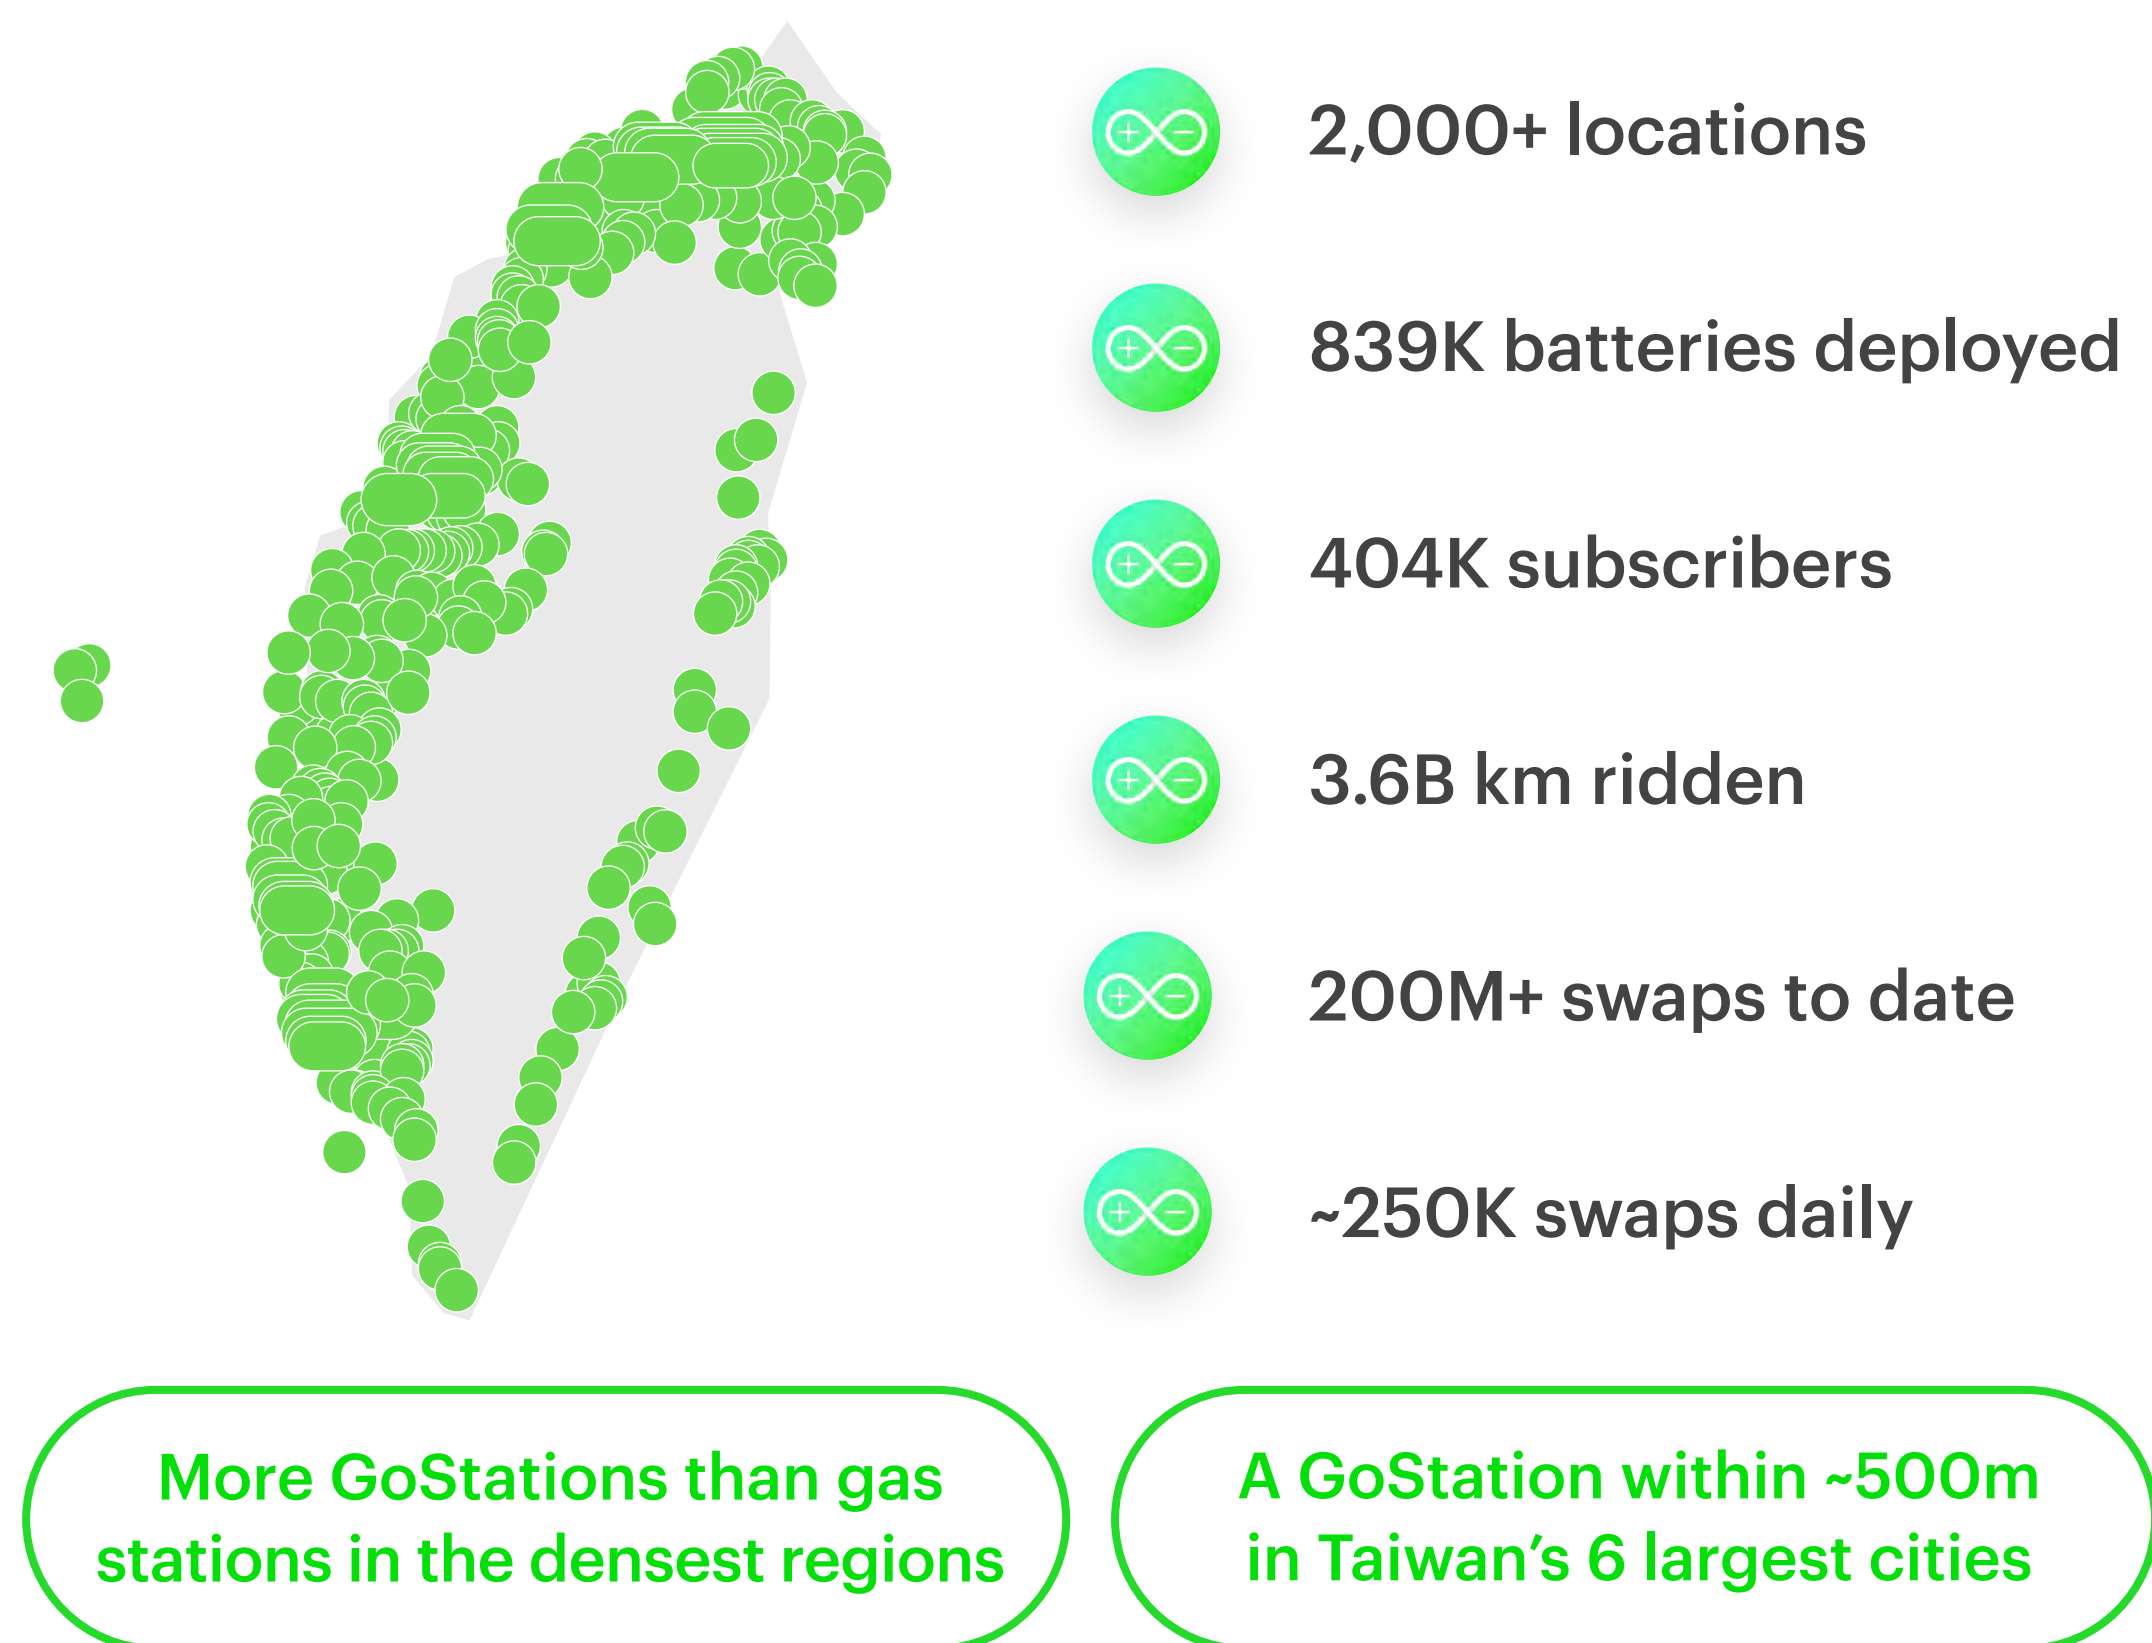 2,000+ locations
839K batteries deployed
404K subscribers
3.6B km ridden
200M+ swaps to date
~250K swaps daily
More GoStations than gas
stations in the densest regions
A GoStation within ~500m
in Taiwan’s 6 largest cities